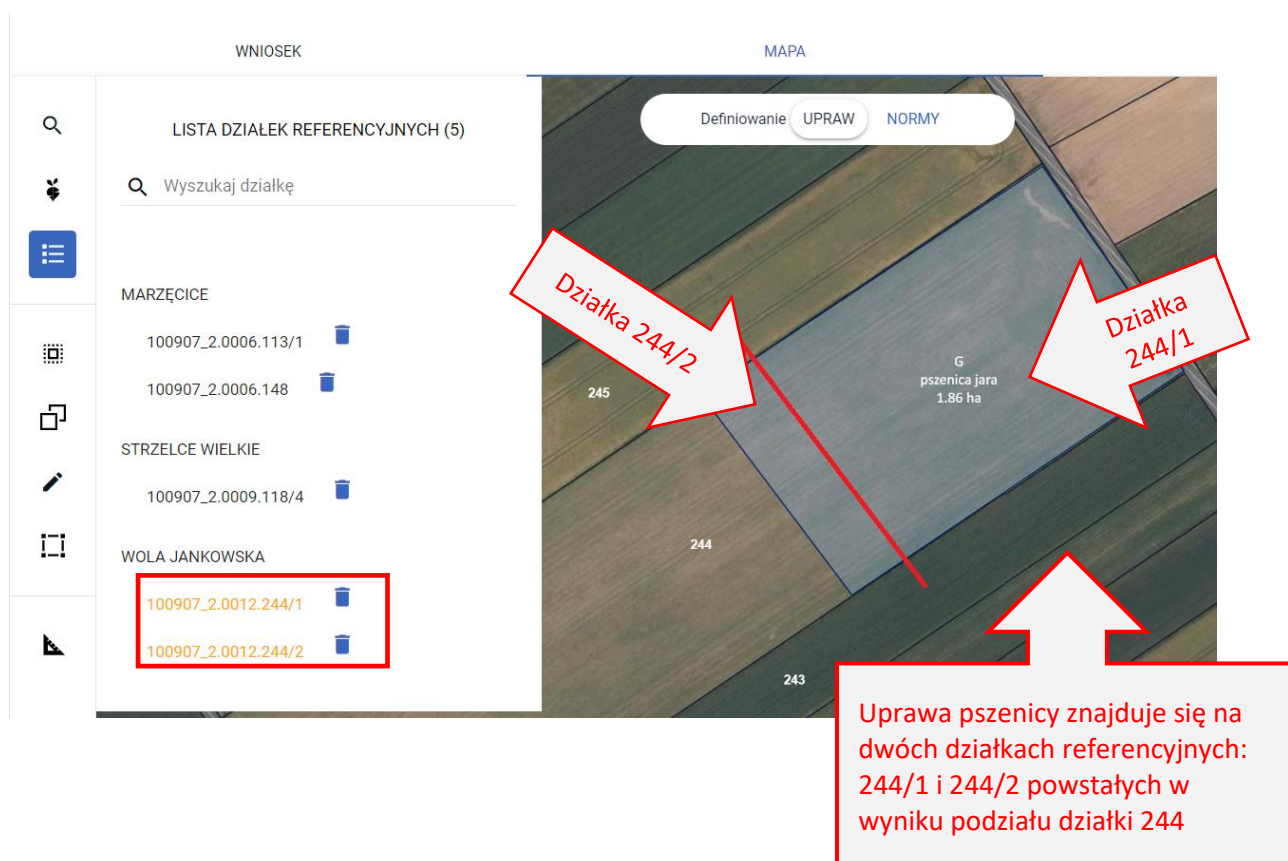 WNIOSEK
MAPA
LISTA DZIAŁEK REFERENCYJNYCH (5)
Wyszukaj działkę
MARZĘCICE
100907_2.0006.113/1
100907_2.0006.148
STRZELCE WIELKIE
100907_2.0009.118/4
WOLA JANKOWSKA
100907_2.0012.244/1
100907_2.0012.244/2
Definiowanie UPRAW NORMY
Działka 244/2
Działka
244/1
G
pszenica jara
1.86 ha
245
244
243
Uprawa pszenicy znajduje się na
dwóch działkach referencyjnych:
244/1 i 244/2 powstałych w
wyniku podziału działki 244